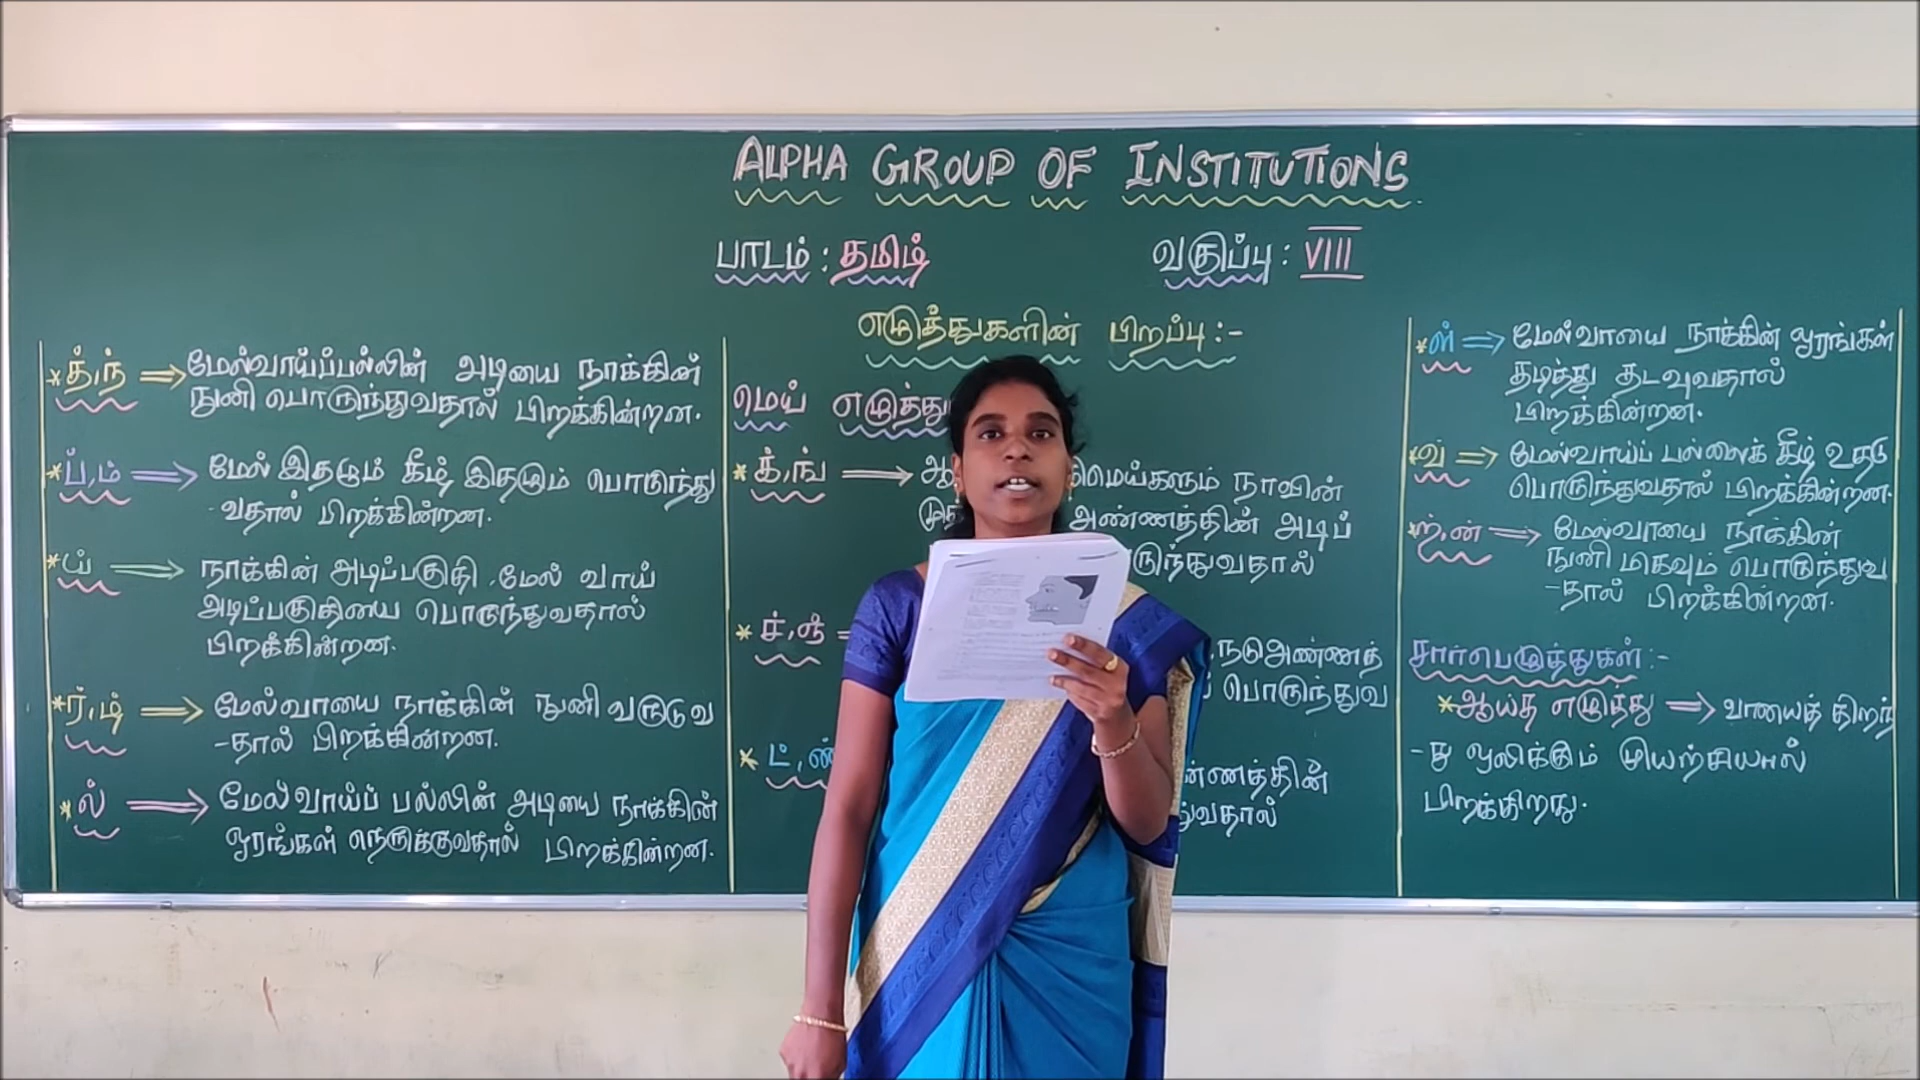 ALPHA GROUP OF INSTITUTIONS
பாடம் : தமிழ்
வகுப்பு : VIII
எழுத்துகளின் பிறப்பு :-
*த்,ந் ⇒ மேல்வாய்ப்பல்லின் அடியை நாக்கின்
நுனி பொருந்துவதால் பிறக்கின்றன.
*ப்,ம் ⇒ மேல் இதழும் கீழ் இதழும் பொருந்து
-வதால் பிறக்கின்றன.
*ய் ⇒ நாக்கின் அடிப்பகுதி, மேல் வாய்
அடிப்பகுதியை பொருந்துவதால்
பிறக்கின்றன.
*ர்,ழ் ⇒ மேல்வாயை நாக்கின் நுனி வருடுவ
-தால் பிறக்கின்றன.
*ல் ⇒ மேல்வாய்ப் பல்லின் அடியை நாக்கின்
ஓரங்கள் நெருக்குவதால் பிறக்கின்றன.
மெய் எழுத்து
*க்,ங் ⇒ மெய்களும் நாவின்
அண்ணத்தின் அடிப்
ருந்துவதால்
*ச்,ஞ் நடுஅண்ணத்
பொருந்துவ
*ட்,ண் ண்ணத்தின்
துவதால்
*ள் ⇒ மேல்வாயை நாக்கின் ஓரங்கள்
தடித்து தடவுவதால்
பிறக்கின்றன.
*வ் ⇒ மேல்வாய்ப் பல்லைக் கீழ் உதடு
பொருந்துவதால் பிறக்கின்றன.
*ற்,ன் ⇒ மேல்வாயை நாக்கின்
நுனி மிகவும் பொருந்துவ
-தால் பிறக்கின்றன.
சார்பெழுத்துகள் :-
*ஆய்த எழுத்து ⇒ வாயைத் திறந்
-து ஒலிக்கும் முயற்சியால்
பிறக்கிறது.